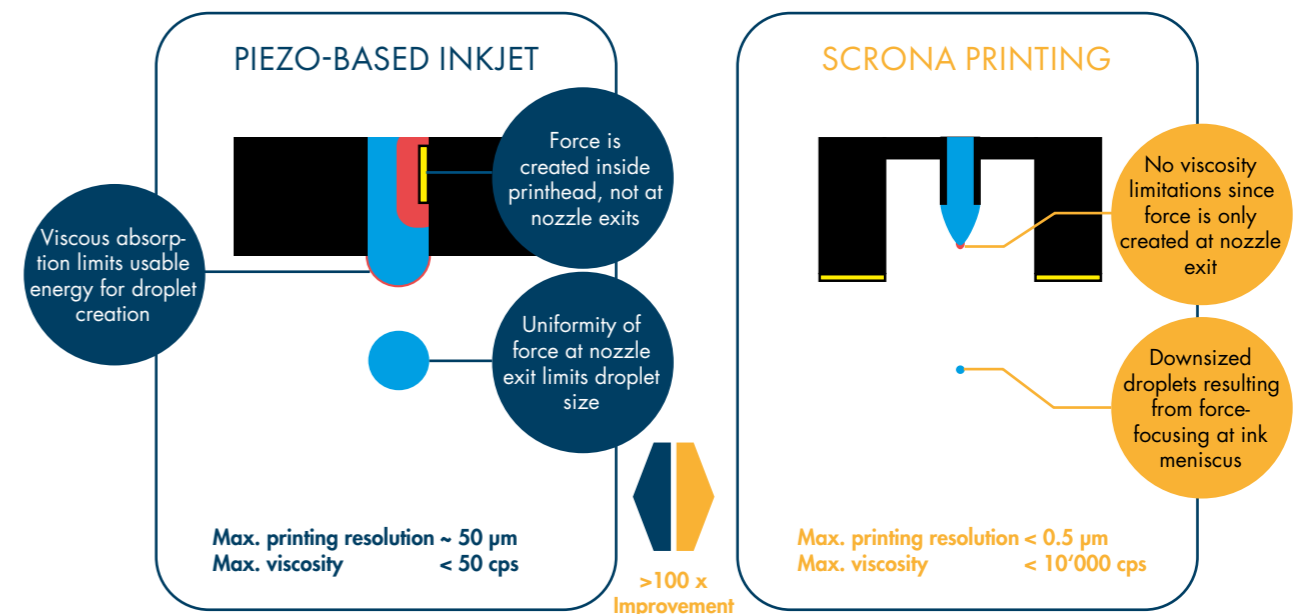 PIEZO-BASED INKJET
Force is
created inside
printhead, not at
nozzle exits
Viscous absorp-
tion limits usable
energy for droplet
creation
Uniformity of
force at nozzle
exit limits droplet
size
Max. printing resolution ~ 50 µm
Max. viscosity < 50 cps
>100 x
Improvement
SCRONA PRINTING
No viscosity
limitations since
force is only
created at nozzle
exit
Downsized
droplets resulting
from force-
focusing at ink
meniscus
Max. printing resolution < 0.5 µm
Max. viscosity < 10‘000 cps